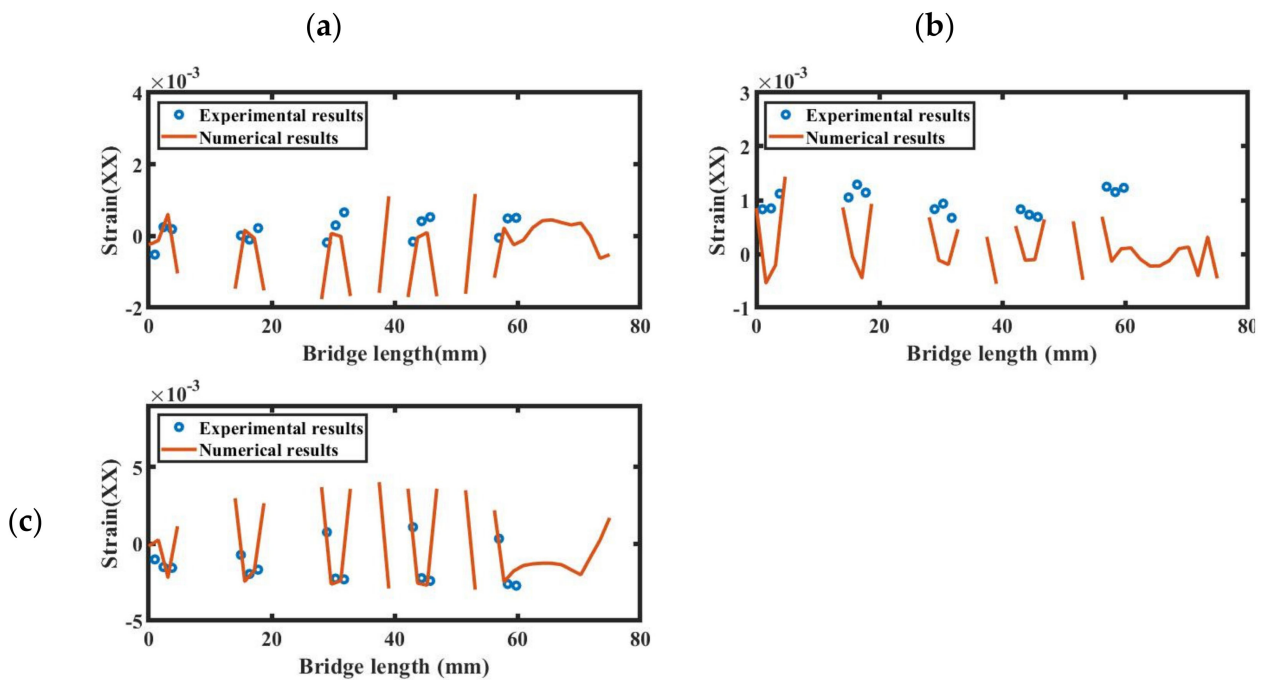 (a)
(b)
×10-3
4
2
0
-2
Strain(XX)
Experimental results
Numerical results
0
20
40
60
80
Bridge length(mm)
×10-3
3
2
1
0
-1
Strain(XX)
Experimental results
Numerical results
0
20
40
60
80
Bridge length (mm)
(c)
×10-3
5
0
-5
Strain(XX)
Experimental results
Numerical results
0
20
40
60
80
Bridge length (mm)